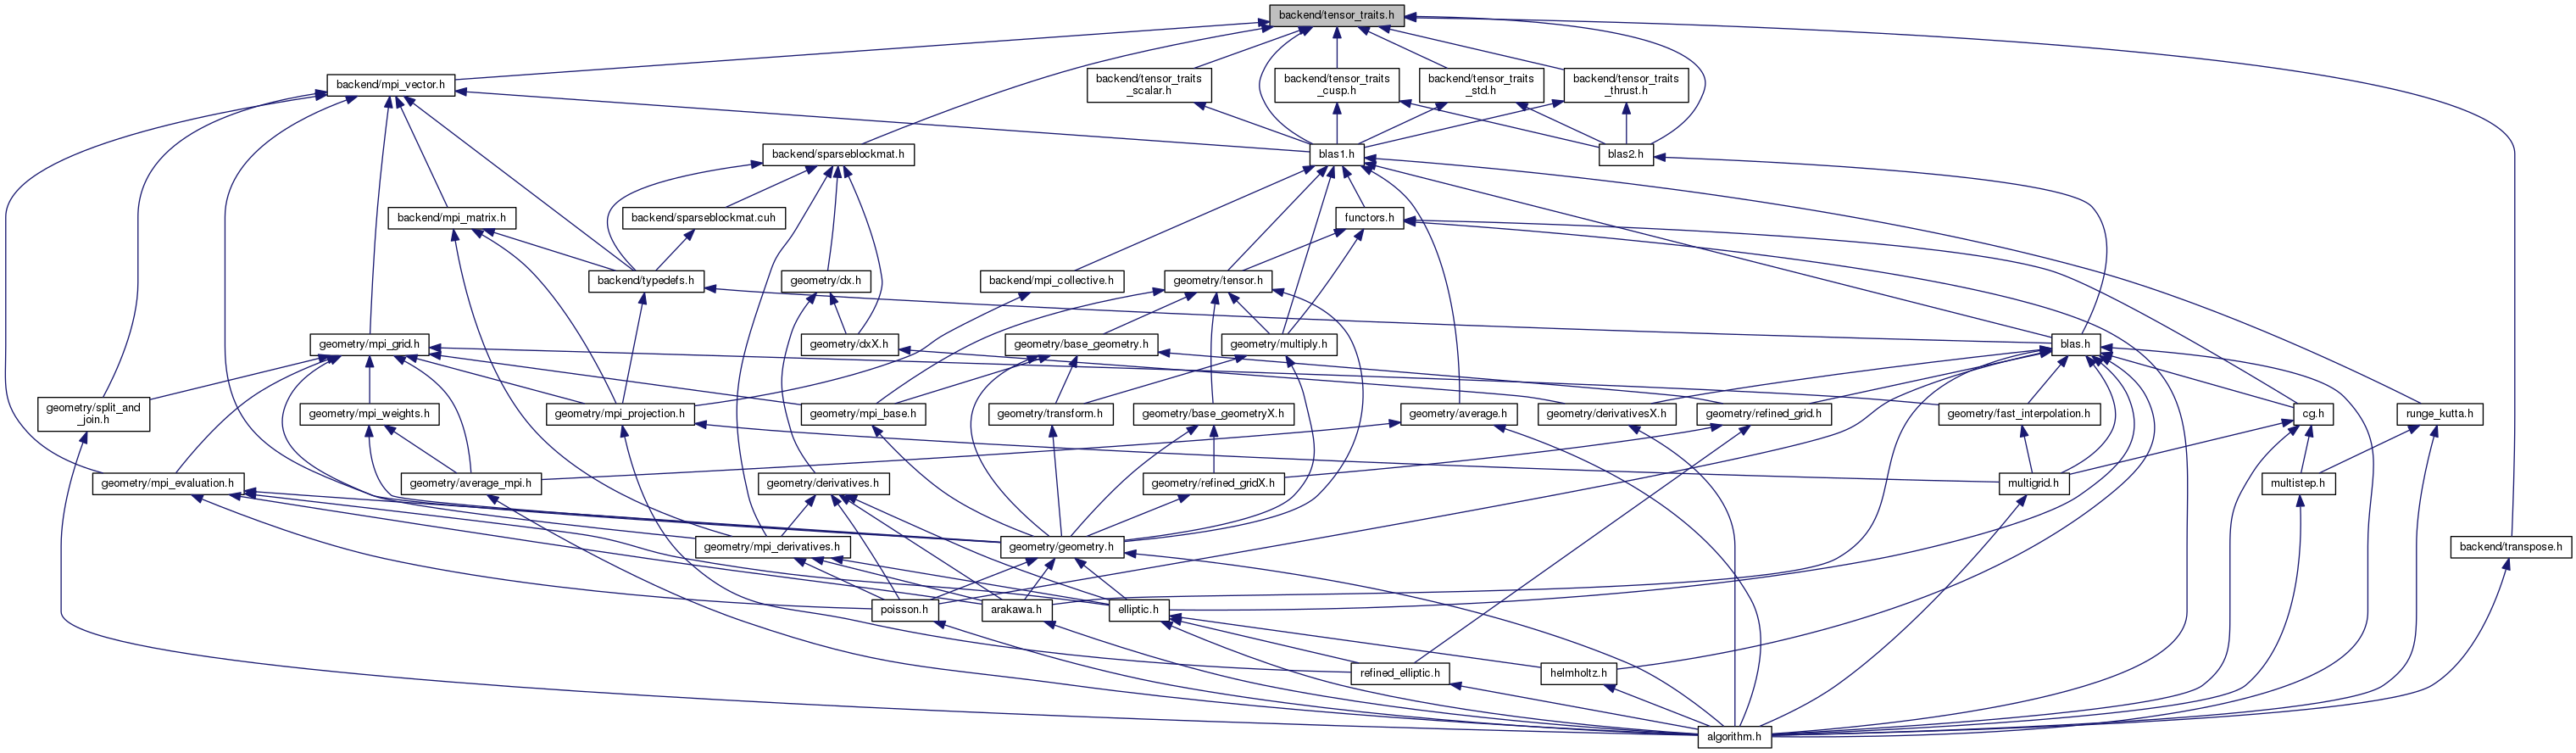 backend/tensor_traits.h
backend/mpi_vector.h
backend/tensor_traits
_scalar.h
backend/tensor_traits
_cusp.h
backend/tensor_traits
_std.h
backend/tensor_traits
_thrust.h
backend/sparseblockmat.h
blas1.h
blas2.h
backend/mpi_matrix.h
backend/sparseblockmat.cuh
functors.h
backend/typedefs.h
geometry/dx.h
backend/mpi_collective.h
geometry/tensor.h
geometry/mpi_grid.h
geometry/dxX.h
geometry/base_geometry.h
geometry/multiply.h
blas.h
geometry/split_and
_join.h
geometry/mpi_weights.h
geometry/mpi_projection.h
geometry/mpi_base.h
geometry/transform.h
geometry/base_geometryX.h
geometry/average.h
geometry/derivativesX.h
geometry/refined_grid.h
geometry/fast_interpolation.h
cg.h
runge_kutta.h
geometry/mpi_evaluation.h
geometry/average_mpi.h
geometry/derivatives.h
geometry/refined_gridX.h
multigrid.h
multistep.h
geometry/mpi_derivatives.h
geometry/geometry.h
backend/transpose.h
poisson.h
arakawa.h
elliptic.h
refined_elliptic.h
helmholtz.h
algorithm.h